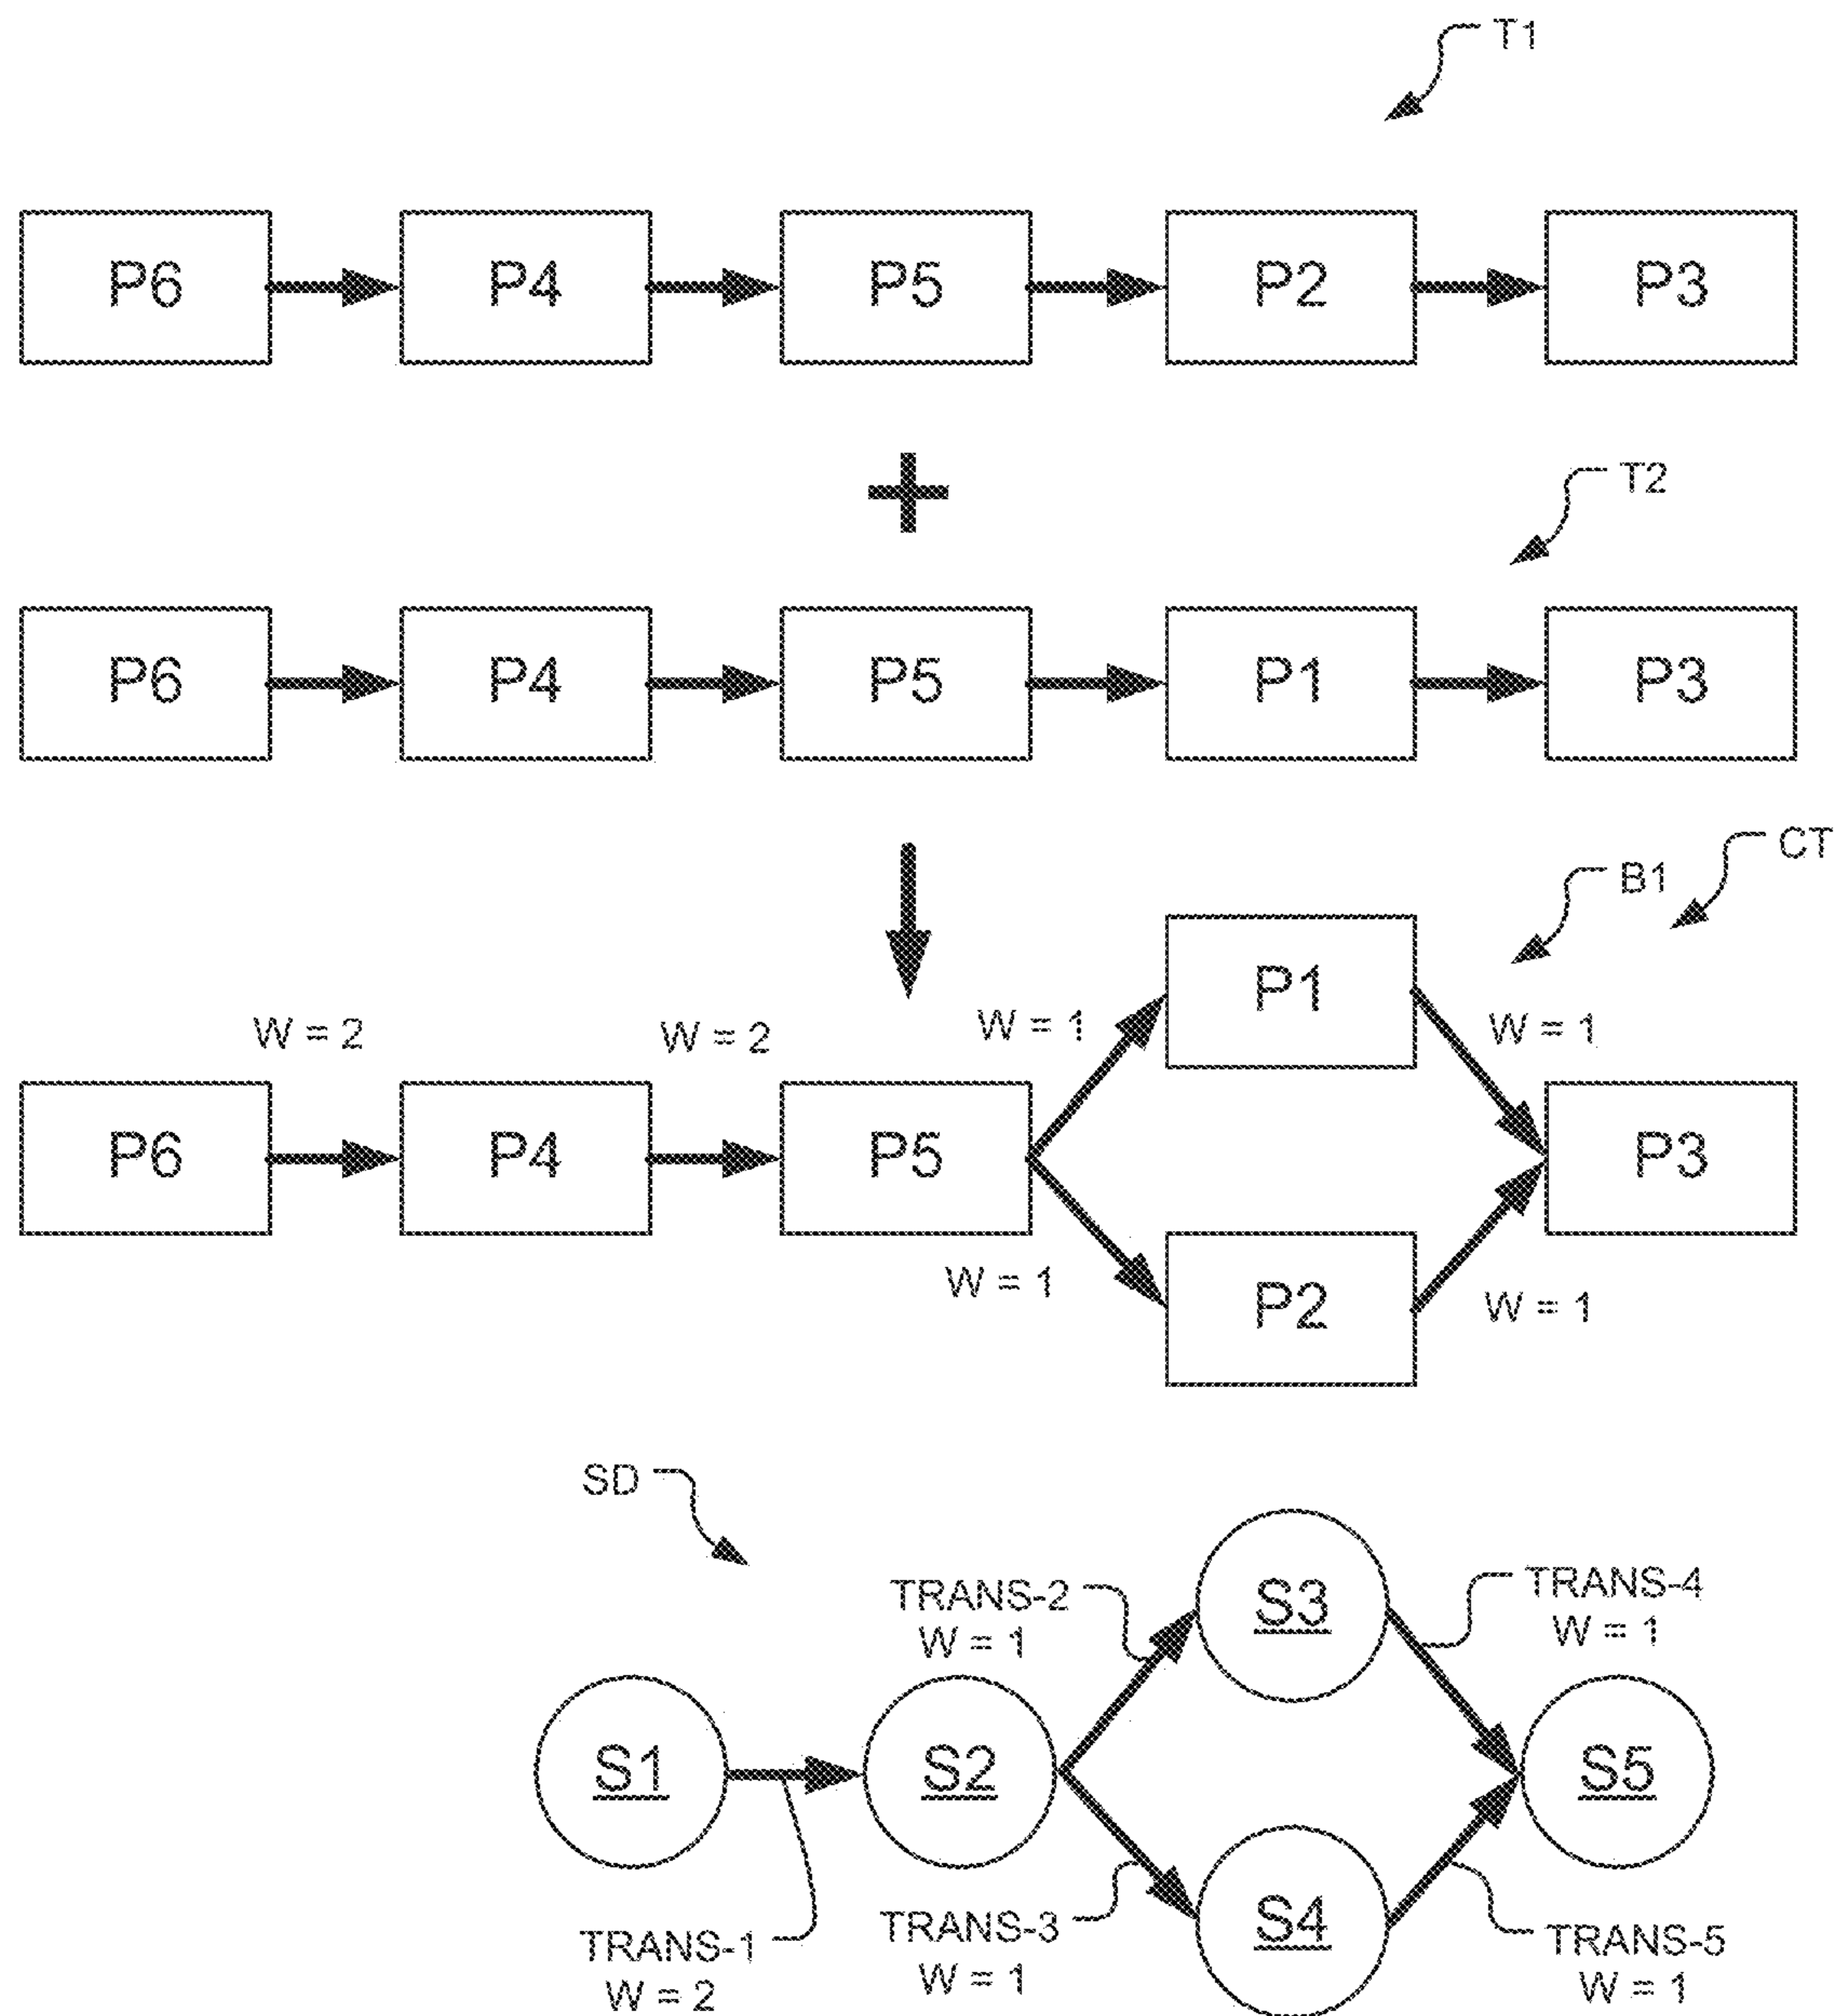 T1
P6
P4
P5
P2
P3
+
T2
P6
P4
P5
P1
P3
CT
B1
P1
W = 2
W = 2
W = 1
W = 1
P6
P4
P5
P3
W = 1
P2
W = 1
SD
S3
TRANS-2
W = 1
TRANS-4
W = 1
S1
S2
S5
S4
TRANS-1
W = 2
TRANS-3
W = 1
TRANS-5
W = 1